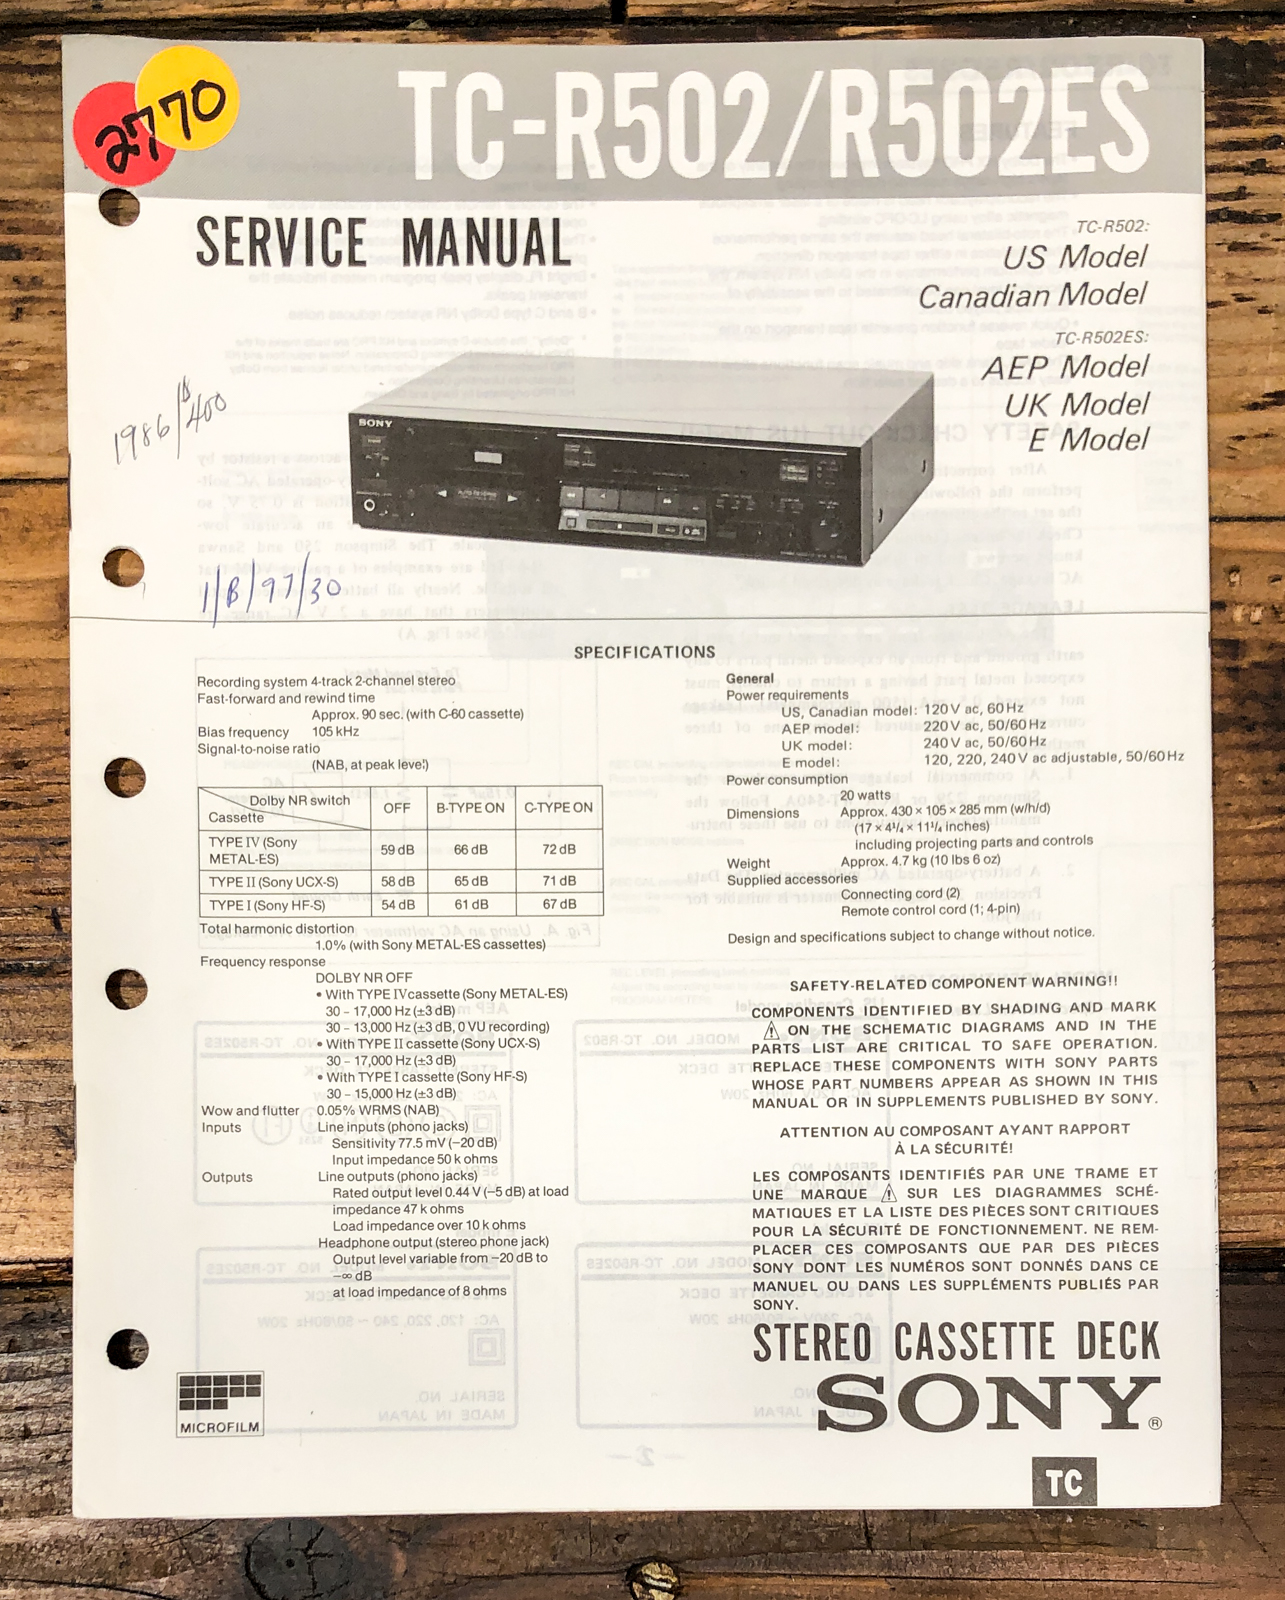 2770
TC-R502/R502ES
SERVICE MANUAL
TC-R502:
US Model
Canadian Model
TC-R502ES:
AEP Model
UK Model
E Model
1986/$400
1/B/97/30
SONY
SPECIFICATIONS
Recording system 4-track 2-channel stereo
Fast-forward and rewind time
Approx. 90 sec. (with C-60 cassette)
Bias frequency 105 kHz
Signal-to-noise ratio
(NAB, at peak level)
Dolby NR switch
Cassette
OFF B-TYPE ON C-TYPE ON
TYPE IV (Sony
METAL-ES)
59 dB 66 dB 72 dB
TYPE II (Sony UCX-S) 58 dB 65 dB 71 dB
TYPE I (Sony HF-S) 54 dB 61 dB 67 dB
Total harmonic distortion
1.0% (with Sony METAL-ES cassettes)
Frequency response
DOLBY NR OFF
• With TYPE IV cassette (Sony METAL-ES)
30 – 17,000 Hz (±3 dB)
30 – 13,000 Hz (±3 dB, 0 VU recording)
• With TYPE II cassette (Sony UCX-S)
30 – 17,000 Hz (±3 dB)
• With TYPE I cassette (Sony HF-S)
30 – 15,000 Hz (±3 dB)
Wow and flutter 0.05% WRMS (NAB)
Inputs Line inputs (phono jacks)
Sensitivity 77.5 mV (–20 dB)
Input impedance 50 k ohms
Outputs Line outputs (phono jacks)
Rated output level 0.44 V (–5 dB) at load
impedance 47 k ohms
Load impedance over 10 k ohms
Headphone output (stereo phone jack)
Output level variable from –20 dB to
–∞ dB
at load impedance of 8 ohms
General
Power requirements
US, Canadian model: 120 V ac, 60 Hz
AEP model: 220 V ac, 50/60 Hz
UK model: 240 V ac, 50/60 Hz
E model: 120, 220, 240 V ac adjustable, 50/60 Hz
Power consumption
20 watts
Dimensions Approx. 430 × 105 × 285 mm (w/h/d)
(17 × 4 1/4 × 11 1/4 inches)
including projecting parts and controls
Weight Approx. 4.7 kg (10 lbs 6 oz)
Supplied accessories
Connecting cord (2)
Remote control cord (1; 4-pin)
Design and specifications subject to change without notice.
SAFETY-RELATED COMPONENT WARNING!!
COMPONENTS IDENTIFIED BY SHADING AND MARK
⚠ ON THE SCHEMATIC DIAGRAMS AND IN THE
PARTS LIST ARE CRITICAL TO SAFE OPERATION.
REPLACE THESE COMPONENTS WITH SONY PARTS
WHOSE PART NUMBERS APPEAR AS SHOWN IN THIS
MANUAL OR IN SUPPLEMENTS PUBLISHED BY SONY.
ATTENTION AU COMPOSANT AYANT RAPPORT
À LA SÉCURITÉ!
LES COMPOSANTS IDENTIFIÉS PAR UNE TRAME ET
UNE MARQUE ⚠ SUR LES DIAGRAMMES SCHÉ-
MATIQUES ET LA LISTE DES PIÈCES SONT CRITIQUES
POUR LA SÉCURITÉ DE FONCTIONNEMENT. NE REM-
PLACER CES COMPOSANTS QUE PAR DES PIÈCES
SONY DONT LES NUMÉROS SONT DONNÉS DANS CE
MANUEL OU DANS LES SUPPLÉMENTS PUBLIÉS PAR
SONY.
STEREO CASSETTE DECK
SONY®
MICROFILM
TC